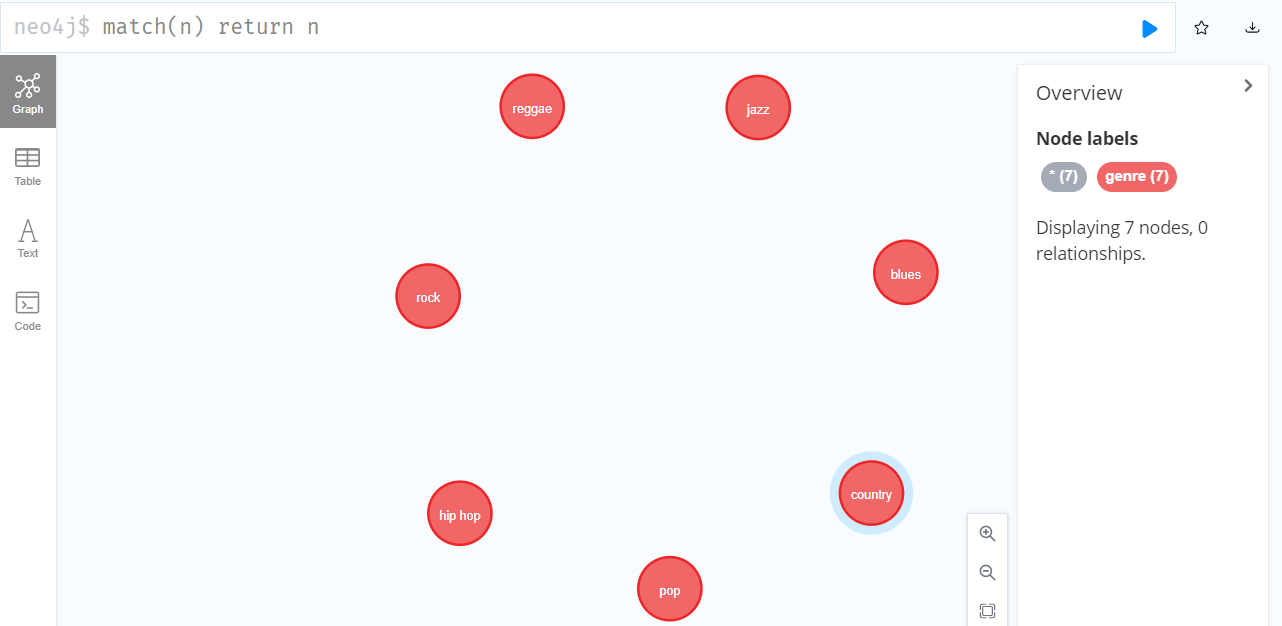 neo4j$ match(n) return n
Graph
Table
Text
Code
reggae
jazz
rock
blues
hip hop
country
pop
Overview
Node labels
* (7) genre (7)
Displaying 7 nodes, 0
relationships.